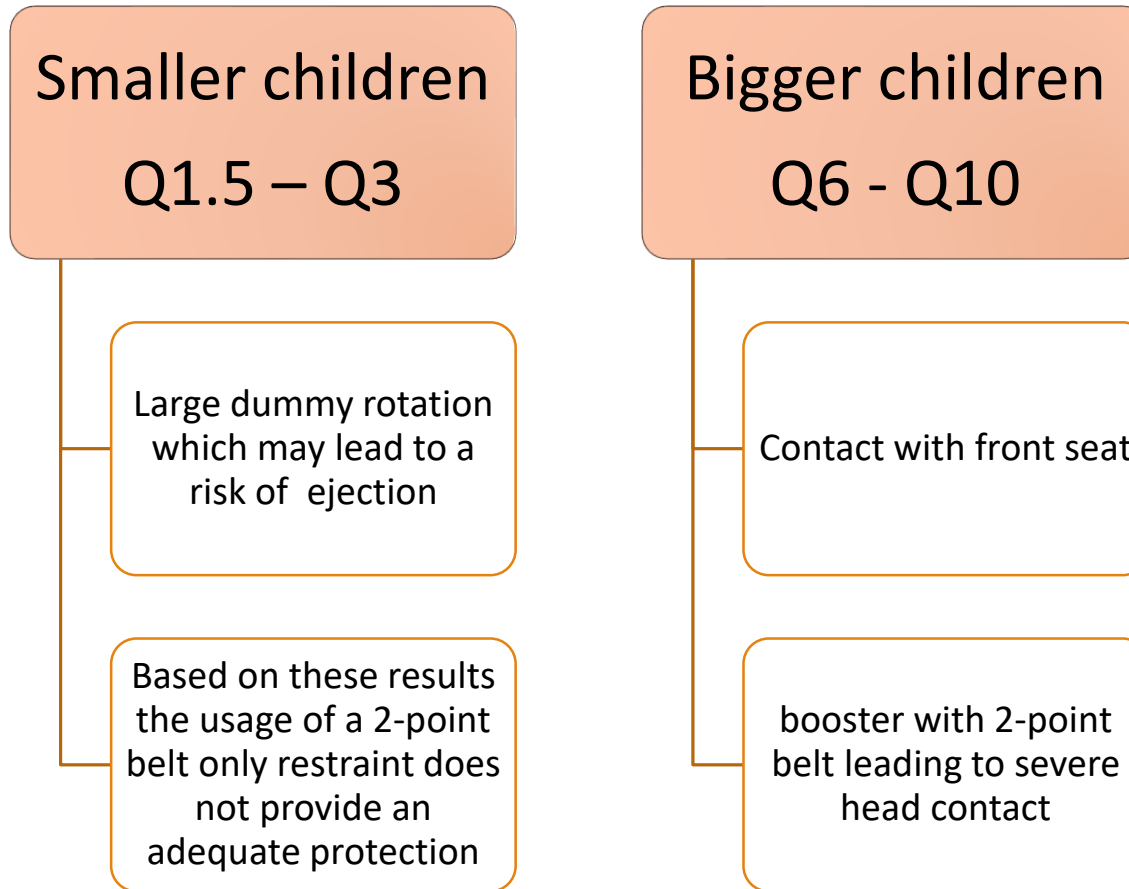 Smaller children
Q1.5 – Q3
Large dummy rotation
which may lead to a
risk of  ejection
Based on these results
the usage of a 2-point
belt only restraint does
not provide an
adequate protection
Bigger children
Q6 - Q10
Contact with front seat
booster with 2-point
belt leading to severe
head contact